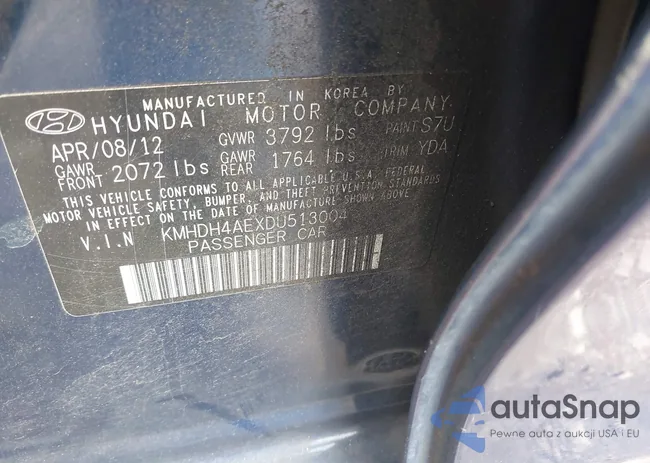 MANUFACTURED IN KOREA BY
HYUNDAI MOTOR COMPANY
APR/08/12 GVWR 3792 lbs PAINT S7U
GAWR FRONT 2072 lbs GAWR REAR 1764 lbs TRIM YDA
THIS VEHICLE CONFORMS TO ALL APPLICABLE U.S.A. FEDERAL
MOTOR VEHICLE SAFETY, BUMPER, AND THEFT PREVENTION STANDARDS
IN EFFECT ON THE DATE OF MANUFACTURE SHOWN ABOVE
V.I.N KMHDH4AEXDU513004
PASSENGER CAR
autaSnap
Pewne auta z aukcji USA i EU